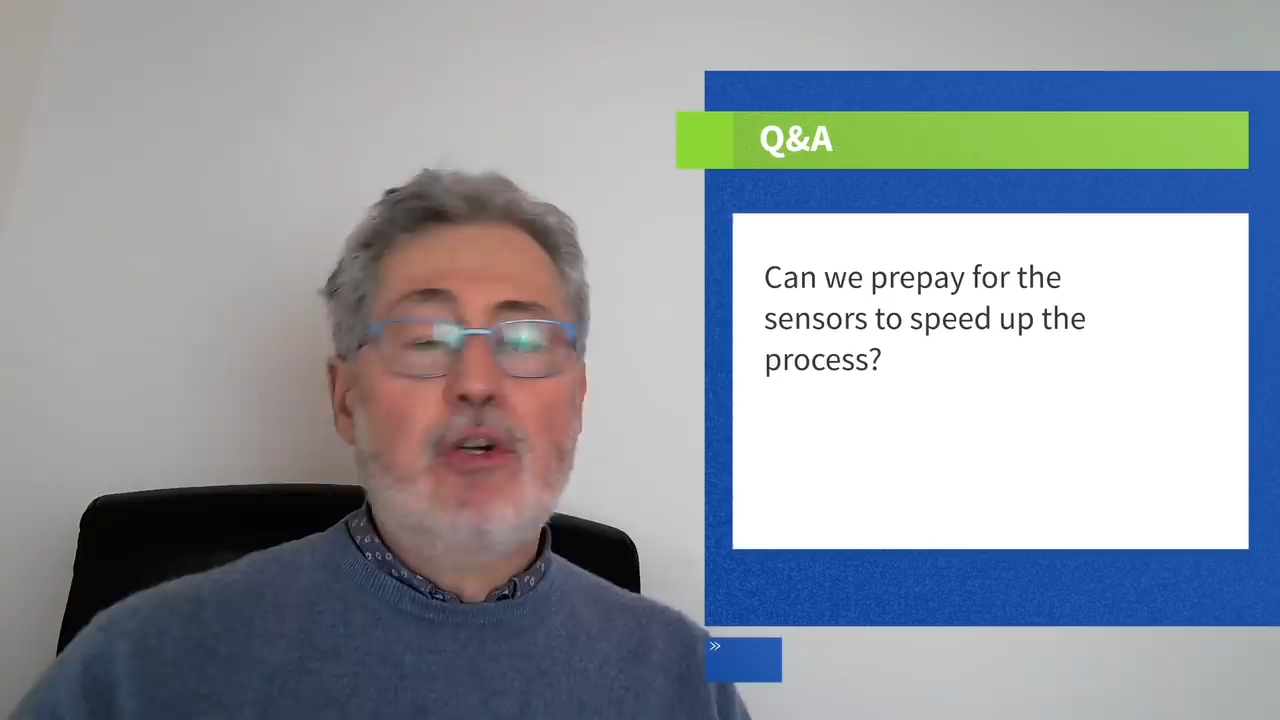 Q&A
Can we prepay for the
sensors to speed up the
process?
»